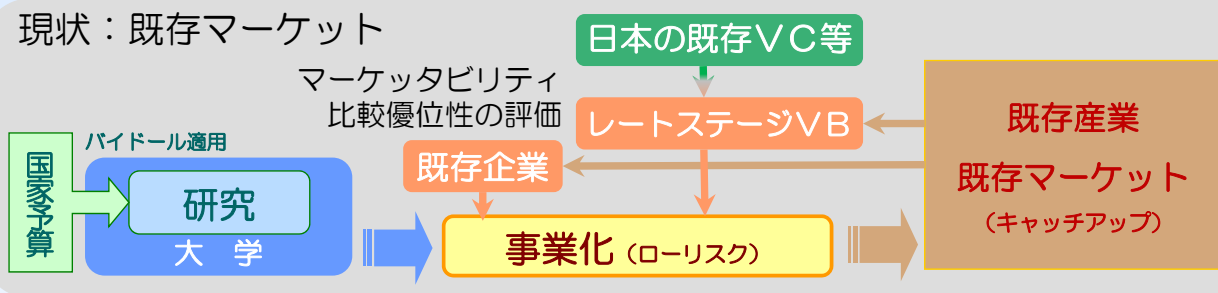 現状：既存マーケット
日本の既存ＶＣ等
マーケッタビリティ
比較優位性の評価
レートステージＶＢ
既存産業
既存マーケット
（キャッチアップ）
バイドール適用
国家予算
既存企業
研究
大　学
事業化（ローリスク）